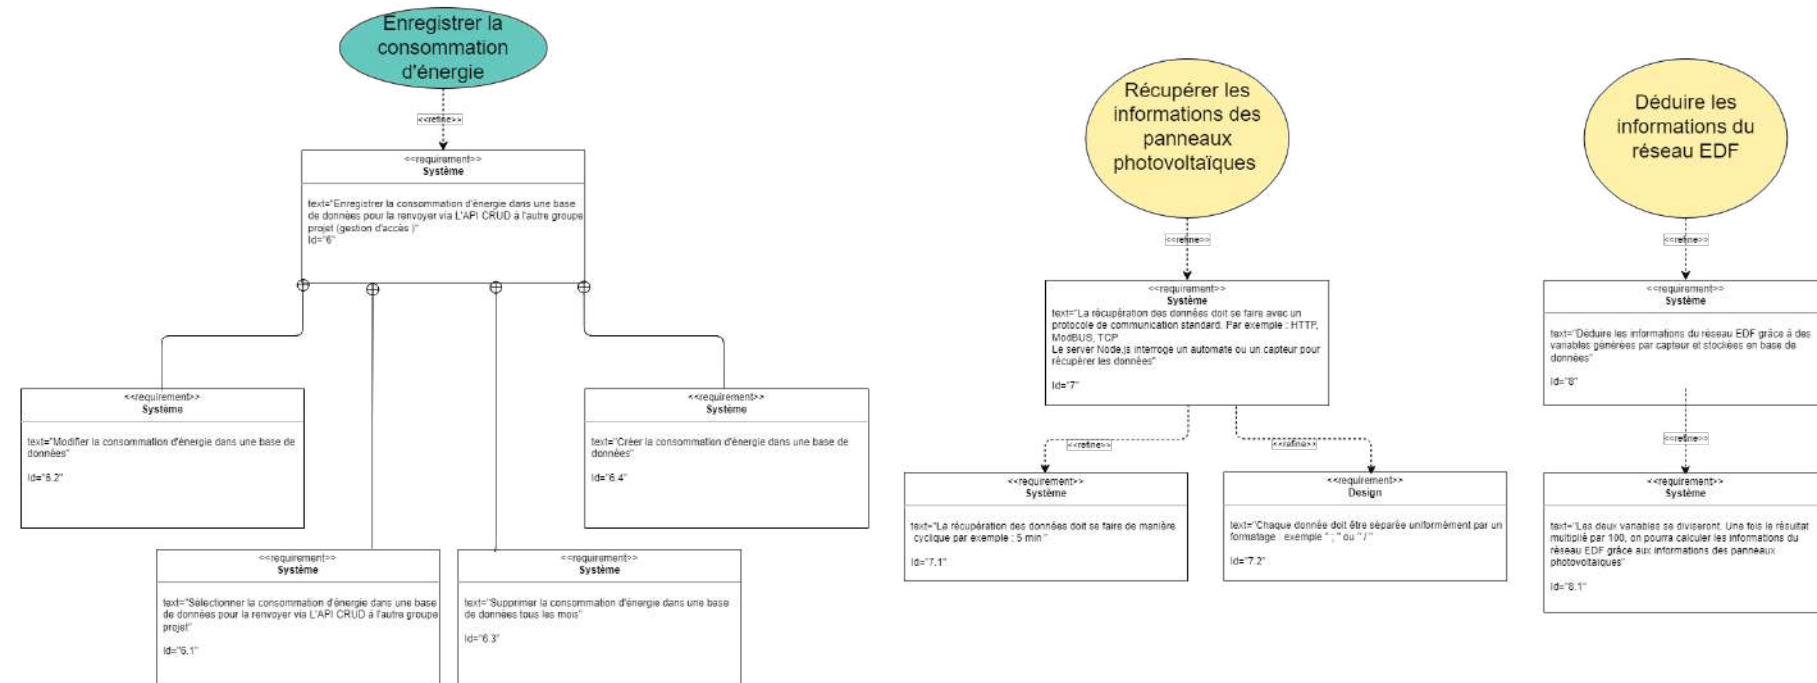 Enregistrer la
consommation
d'énergie
<<refine>>
<<requirement>>
Système
text="Enregistrer la consommation d'énergie dans une base
de données pour la renvoyer via L'API CRUD à l'autre groupe
projet (gestion d'accès )"
Id="6"
<<requirement>>
Système
text="Modifier la consommation d'énergie dans une base de
données"
Id="6.2"
<<requirement>>
Système
text="Sélectionner la consommation d'énergie dans une base
de données pour la renvoyer via L'API CRUD à l'autre groupe
projet"
Id="6.1"
<<requirement>>
Système
text="Supprimer la consommation d'énergie dans une base
de données tous les mois"
Id="6.3"
<<requirement>>
Système
text="Créer la consommation d'énergie dans une base de
données"
Id="6.4"
Récupérer les
informations des
panneaux
photovoltaïques
<<refine>>
<<requirement>>
Système
text="La récupération des données doit se faire avec un
protocole de communication standard. Par exemple : HTTP,
ModBUS, TCP
Le server Node.js interroge un automate ou un capteur pour
récupérer les données"
Id="7"
<<refine>>
<<refine>>
<<requirement>>
Système
text="La récupération des données doit se faire de manière
cyclique par exemple : 5 min "
Id="7.1"
<<requirement>>
Design
text="Chaque donnée doit être séparée uniformément par un
formatage : exemple " ; " ou " / "
Id="7.2"
Déduire les
informations du
réseau EDF
<<refine>>
<<requirement>>
Système
text="Déduire les informations du réseau EDF grâce à des
variables générées par capteur et stockées en base de
données"
Id="8"
<<refine>>
<<requirement>>
Système
text="Les deux variables se diviseront. Une fois le résultat
multiplié par 100, on pourra calculer les informations du
réseau EDF grâce aux informations des panneaux
photovoltaïques"
Id="8.1"